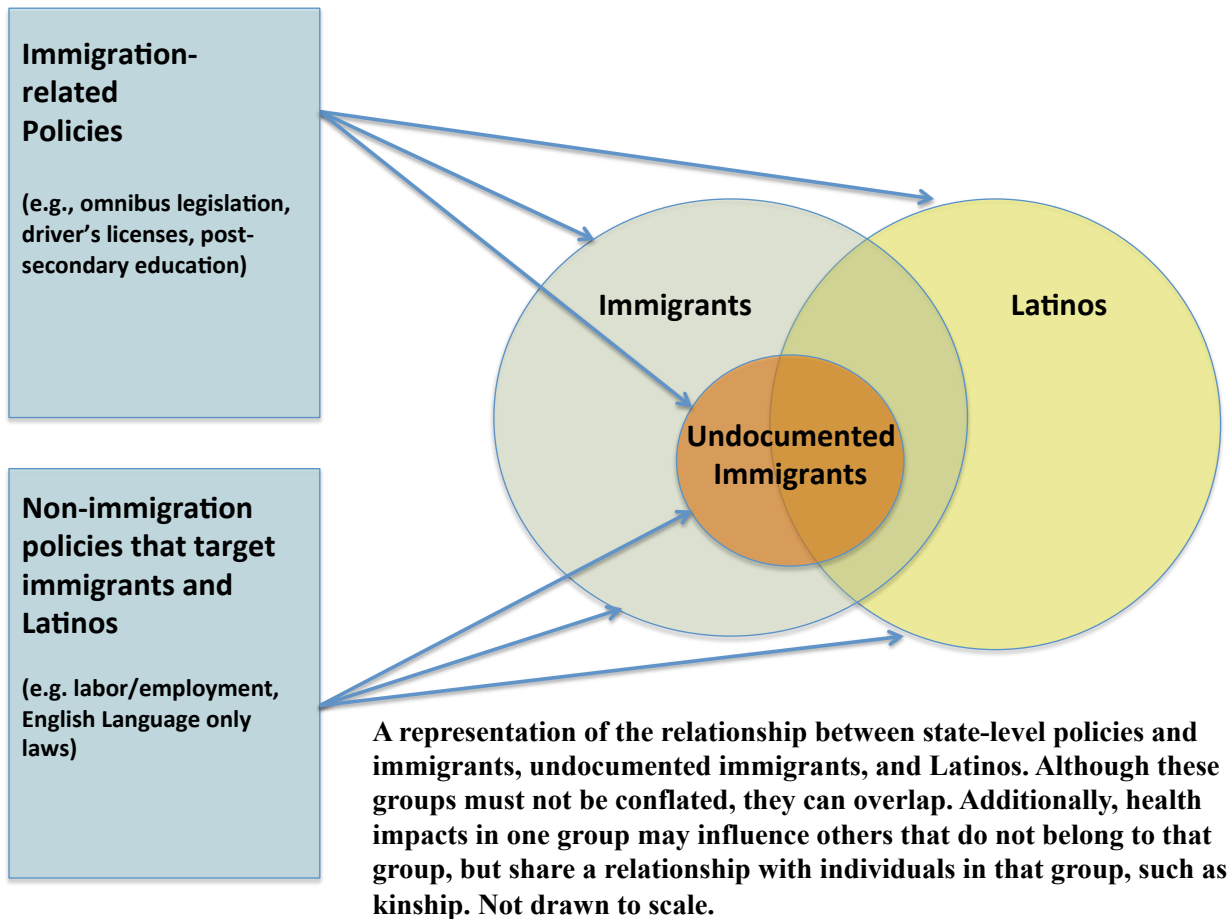 Immigration-
related
Policies
(e.g., omnibus legislation,
driver's licenses, post-
secondary education)
Immigrants
Latinos
Undocumented
Immigrants
Non-immigration
policies that target
immigrants and
Latinos
(e.g. labor/employment,
English Language only
laws)
A representation of the relationship between state-level policies and
immigrants, undocumented immigrants, and Latinos. Although these
groups must not be conflated, they can overlap. Additionally, health
impacts in one group may influence others that do not belong to that
group, but share a relationship with individuals in that group, such as
kinship. Not drawn to scale.